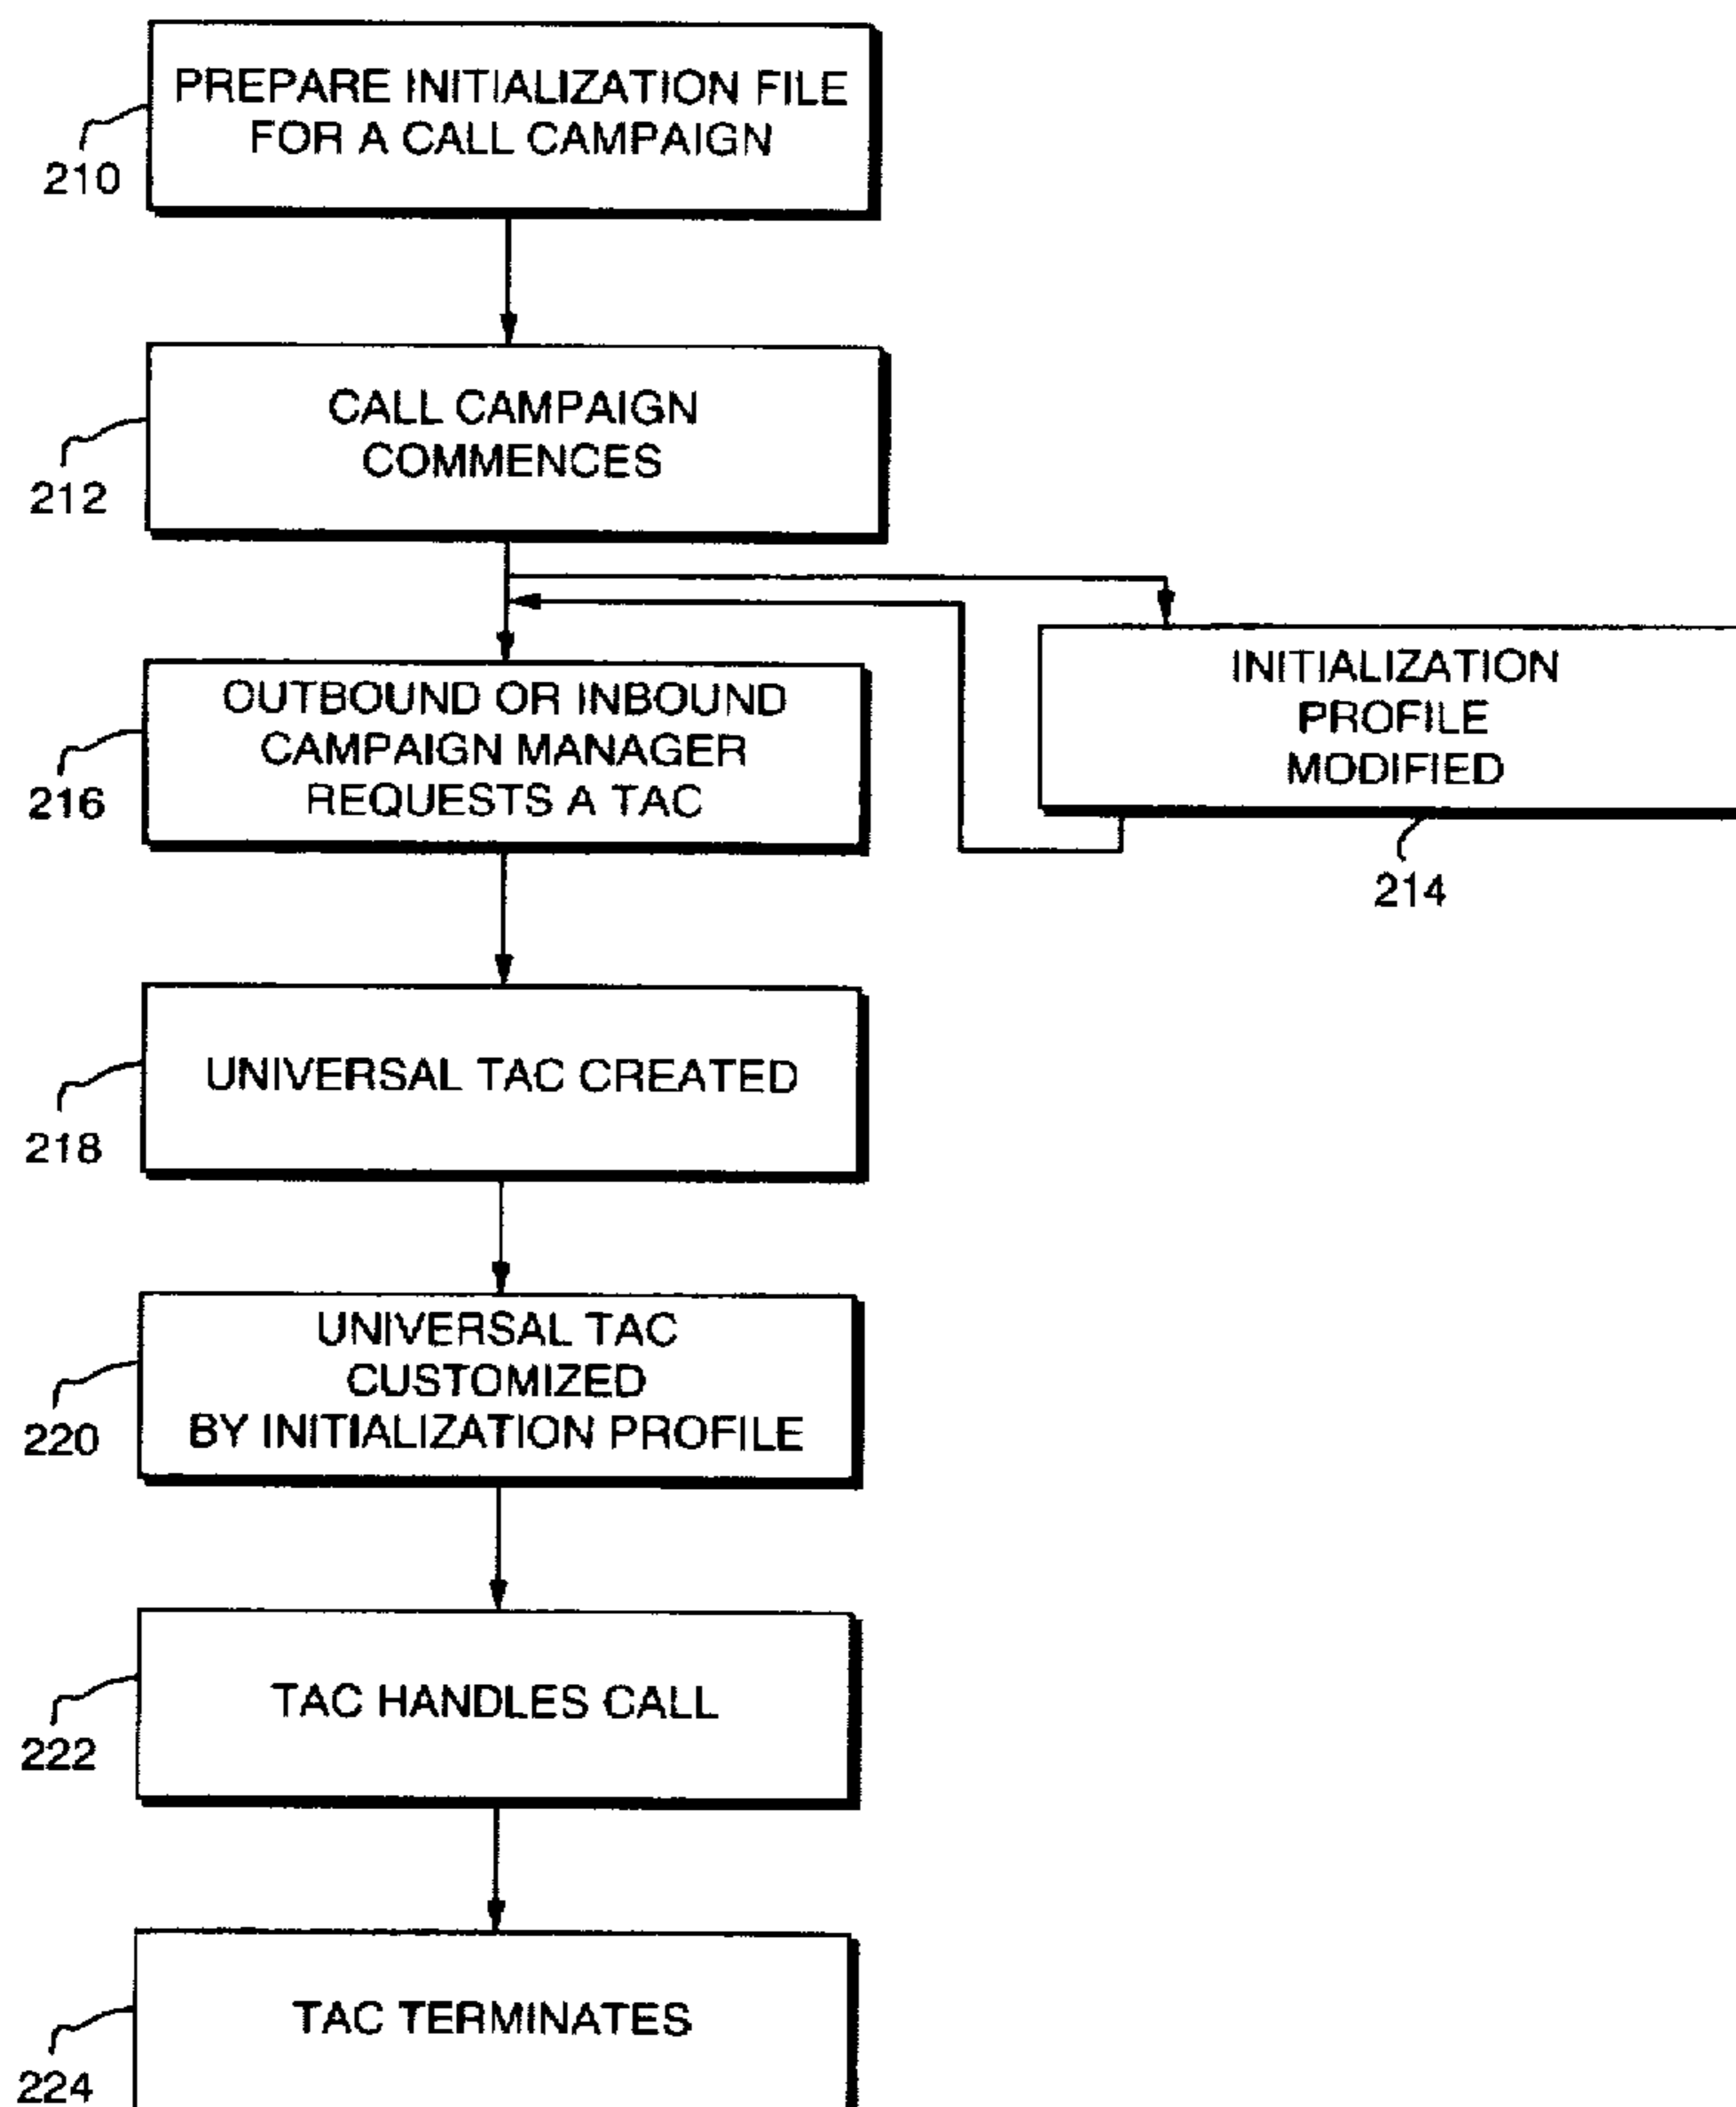 PREPARE INITIALIZATION FILE
FOR A CALL CAMPAIGN
210
CALL CAMPAIGN
COMMENCES
212
INITIALIZATION
PROFILE
MODIFIED
214
OUTBOUND OR INBOUND
CAMPAIGN MANAGER
REQUESTS A TAC
216
UNIVERSAL TAC CREATED
218
UNIVERSAL TAC
CUSTOMIZED
BY INITIALIZATION PROFILE
220
TAC HANDLES CALL
222
TAC TERMINATES
224